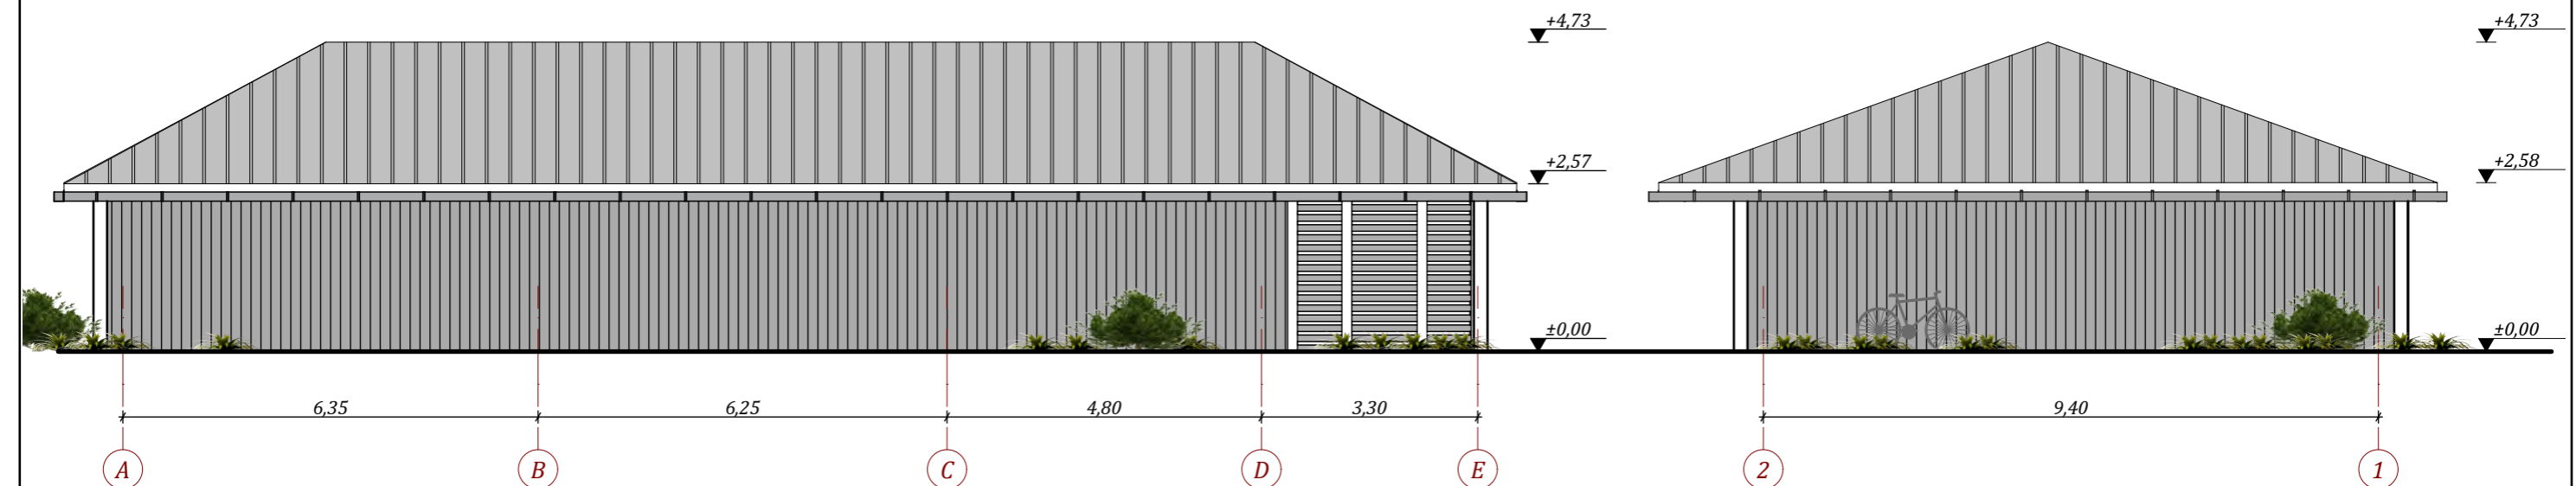 +4,73
+4,73
+2,57
+2,58
±0,00
±0,00
6,35
6,25
4,80
3,30
9,40
A
B
C
D
E
2
1